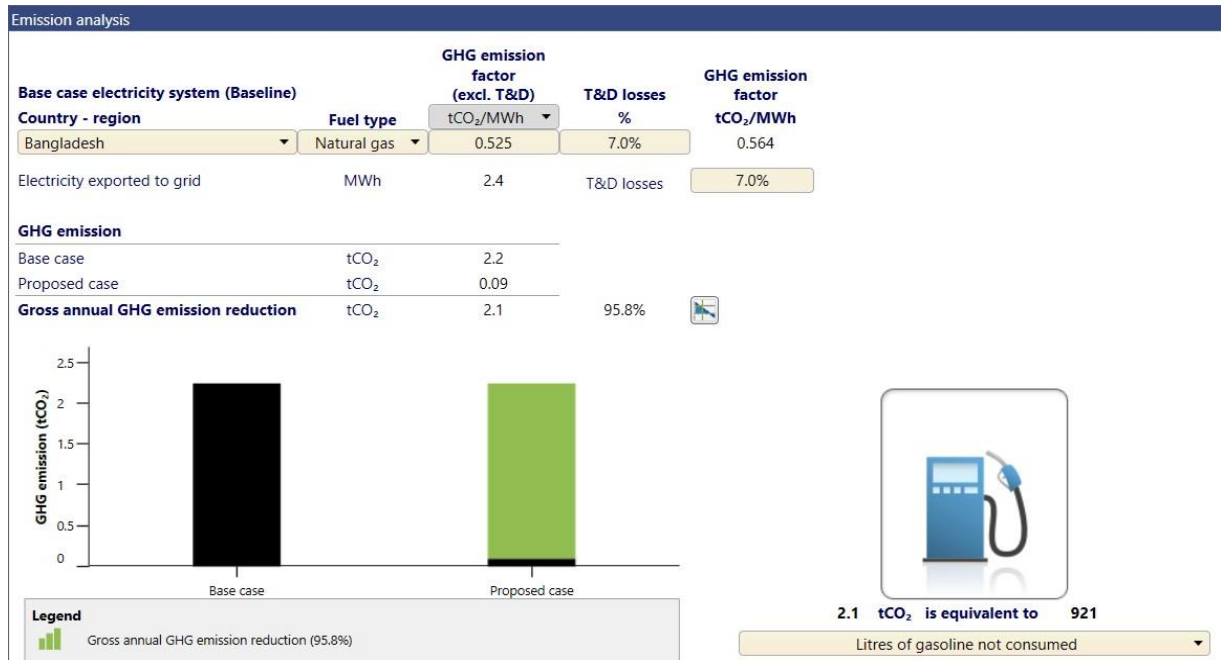 Emission analysis
GHG emission
factor
(excl. T&D)
T&D losses
GHG emission
factor
Base case electricity system (Baseline)
Country - region
Fuel type
tCO₂/MWh
%
tCO₂/MWh
Bangladesh
Natural gas
0.525
7.0%
0.564
Electricity exported to grid
MWh
2.4
T&D losses
7.0%
GHG emission
Base case
tCO₂
2.2
Proposed case
tCO₂
0.09
Gross annual GHG emission reduction
tCO₂
2.1
95.8%
GHG emission (tCO₂)
2.5
2
1.5
1
0.5
0
Base case
Proposed case
Legend
Gross annual GHG emission reduction (95.8%)
2.1 tCO₂ is equivalent to 921
Litres of gasoline not consumed